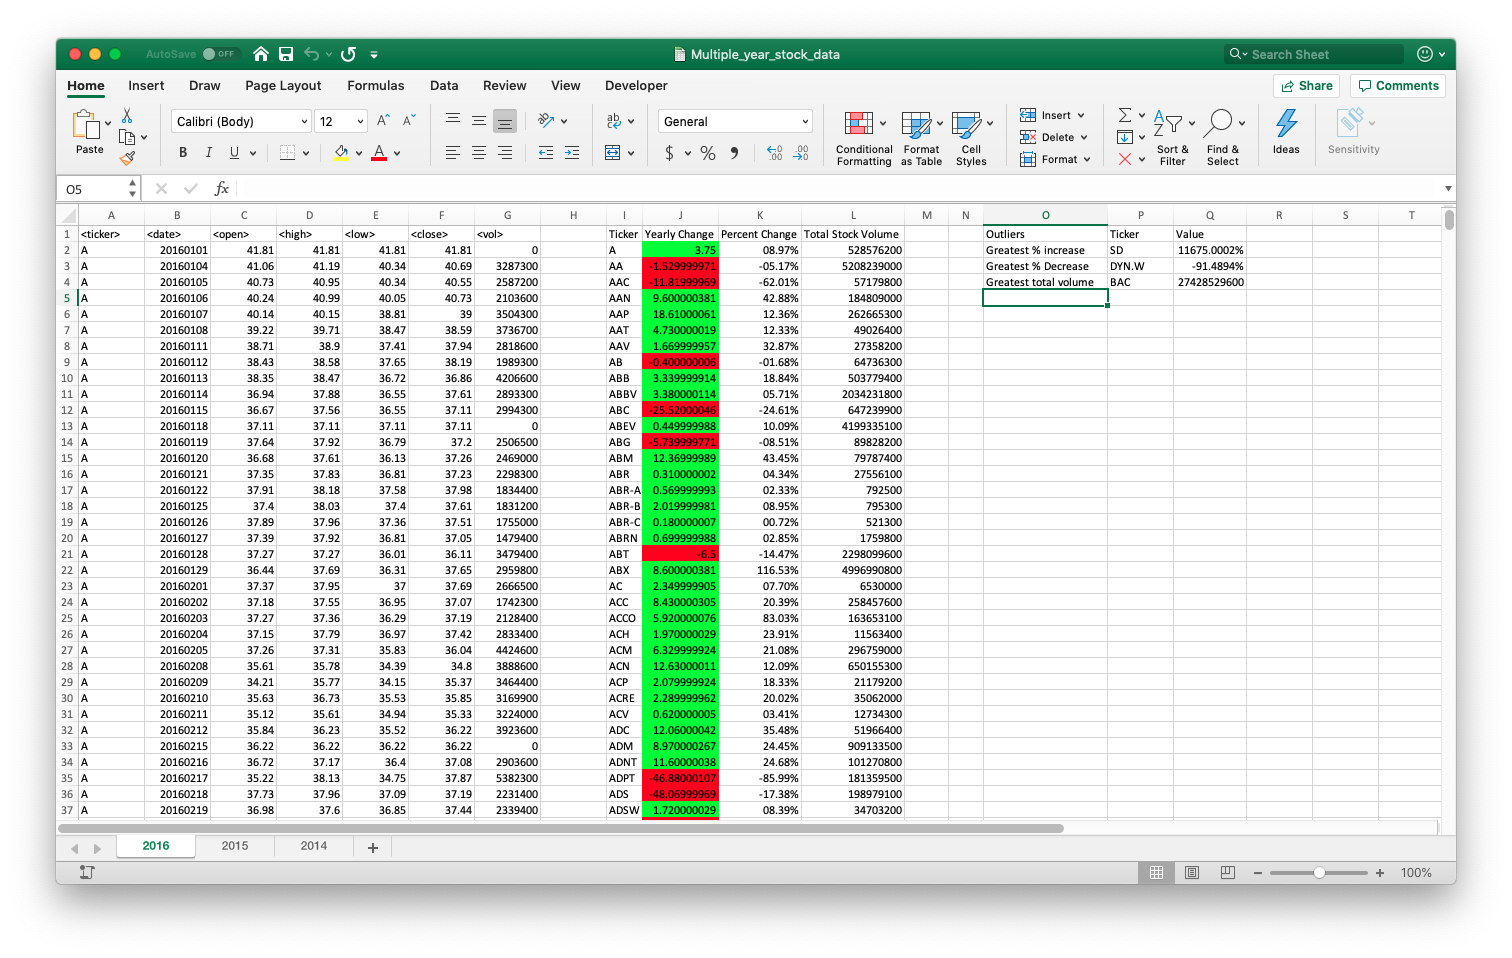 AutoSave OFF Multiple_year_stock_data Search Sheet
Home Insert Draw Page Layout Formulas Data Review View Developer Share Comments
Paste Calibri (Body) 12 A A ab General Conditional Formatting Format as Table Cell Styles Insert Delete Format Sort & Filter Find & Select Ideas Sensitivity
B I U A $ % 9 .00
O5 fx
A B C D E F G H I J K L M N O P Q R S T
1 <ticker> <date> <open> <high> <low> <close> <vol> Ticker Yearly Change Percent Change Total Stock Volume Outliers Ticker Value
2 A 20160101 41.81 41.81 41.81 41.81 0 A 3.75 08.97% 528576200 Greatest % increase SD 11675.0002%
3 A 20160104 41.06 41.19 40.34 40.69 3287300 AA -1.529999971 -05.17% 5208239000 Greatest % Decrease DYN.W -91.4894%
4 A 20160105 40.73 40.95 40.34 40.55 2587200 AAC -11.81999969 -62.01% 57179800 Greatest total volume BAC 27428529600
5 A 20160106 40.24 40.99 40.05 40.73 2103600 AAN 9.600000381 42.88% 184809000
6 A 20160107 40.14 40.15 38.81 39 3504300 AAP 18.61000061 12.36% 262665300
7 A 20160108 39.22 39.71 38.47 38.59 3736700 AAT 4.730000019 12.33% 49026400
8 A 20160111 38.71 38.9 37.41 37.94 2818600 AAV 1.669999957 32.87% 27358200
9 A 20160112 38.43 38.58 37.65 38.19 1989300 AB -0.400000006 -01.68% 64736300
10 A 20160113 38.35 38.47 36.72 36.86 4206600 ABB 3.339999914 18.84% 503779400
11 A 20160114 36.94 37.88 36.55 37.61 2893300 ABBV 3.380000114 05.71% 2034231800
12 A 20160115 36.67 37.56 36.55 37.11 2994300 ABC -25.52000046 -24.61% 647239900
13 A 20160118 37.11 37.11 37.11 37.11 0 ABEV 0.449999988 10.09% 4199335100
14 A 20160119 37.64 37.92 36.79 37.2 2506500 ABG -5.739999771 -08.51% 89828200
15 A 20160120 36.68 37.61 36.13 37.26 2469000 ABM 12.36999989 43.45% 79787400
16 A 20160121 37.35 37.83 36.81 37.23 2298300 ABR 0.310000002 04.34% 27556100
17 A 20160122 37.91 38.18 37.58 37.98 1834400 ABR-A 0.569999993 02.33% 792500
18 A 20160125 37.4 38.03 37.4 37.61 1831200 ABR-B 2.019999981 08.95% 795300
19 A 20160126 37.89 37.96 37.36 37.51 1755000 ABR-C 0.180000007 00.72% 521300
20 A 20160127 37.39 37.92 36.81 37.05 1479400 ABRN 0.699999988 02.85% 1759800
21 A 20160128 37.27 37.27 36.01 36.11 3479400 ABT -6.5 -14.47% 2298099600
22 A 20160129 36.44 37.69 36.31 37.65 2959800 ABX 8.600000381 116.53% 4996990800
23 A 20160201 37.37 37.95 37 37.69 2666500 AC 2.349999905 07.70% 6530000
24 A 20160202 37.18 37.55 36.95 37.07 1742300 ACC 8.430000305 20.39% 258457600
25 A 20160203 37.27 37.36 36.29 37.19 2128400 ACCO 5.920000076 83.03% 163653100
26 A 20160204 37.15 37.79 36.97 37.42 2833400 ACH 1.970000029 23.91% 11563400
27 A 20160205 37.26 37.31 35.83 36.04 4424600 ACM 6.329999924 21.08% 296759000
28 A 20160208 35.61 35.78 34.39 34.8 3888600 ACN 12.63000011 12.09% 650155300
29 A 20160209 34.21 35.77 34.15 35.37 3464400 ACP 2.079999924 18.33% 21179200
30 A 20160210 35.63 36.73 35.53 35.85 3169900 ACRE 2.289999962 20.02% 35062000
31 A 20160211 35.12 35.61 34.94 35.33 3224000 ACV 0.620000005 03.41% 12734300
32 A 20160212 35.84 36.23 35.52 36.22 3923600 ADC 12.06000042 35.48% 51966400
33 A 20160215 36.22 36.22 36.22 36.22 0 ADM 8.970000267 24.45% 909133500
34 A 20160216 36.72 37.17 36.4 37.08 2903600 ADNT 11.60000038 24.68% 101270800
35 A 20160217 35.22 38.13 34.75 37.87 5382300 ADPT -46.88000107 -85.99% 181359500
36 A 20160218 37.73 37.96 37.09 37.19 2231400 ADS -48.06999969 -17.38% 198979100
37 A 20160219 36.98 37.6 36.85 37.44 2339400 ADSW 1.720000029 08.39% 34703200
2016 2015 2014
100%